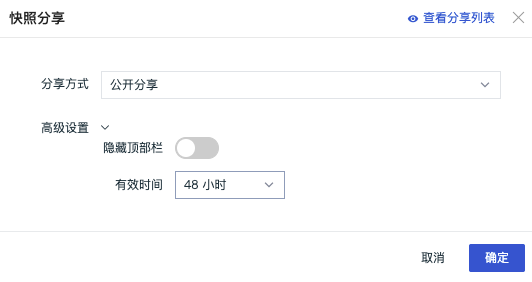 快照分享
查看分享列表
分享方式
公开分享
高级设置
隐藏顶部栏
有效时间
48 小时
取消
确定